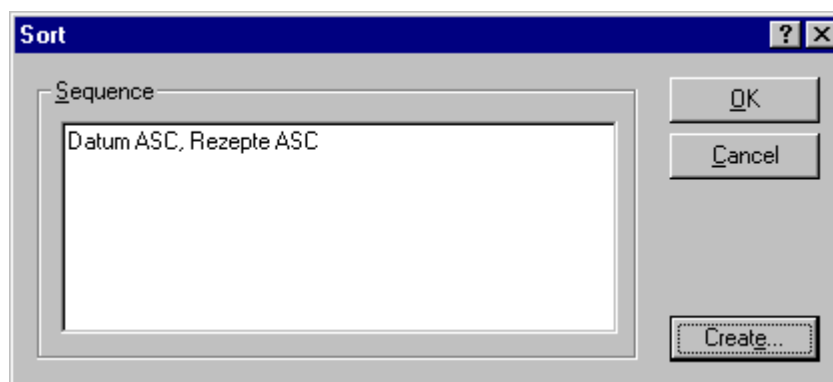 Sort
Sequence
OK
Datum ASC, Rezepte ASC
Cancel
Create...